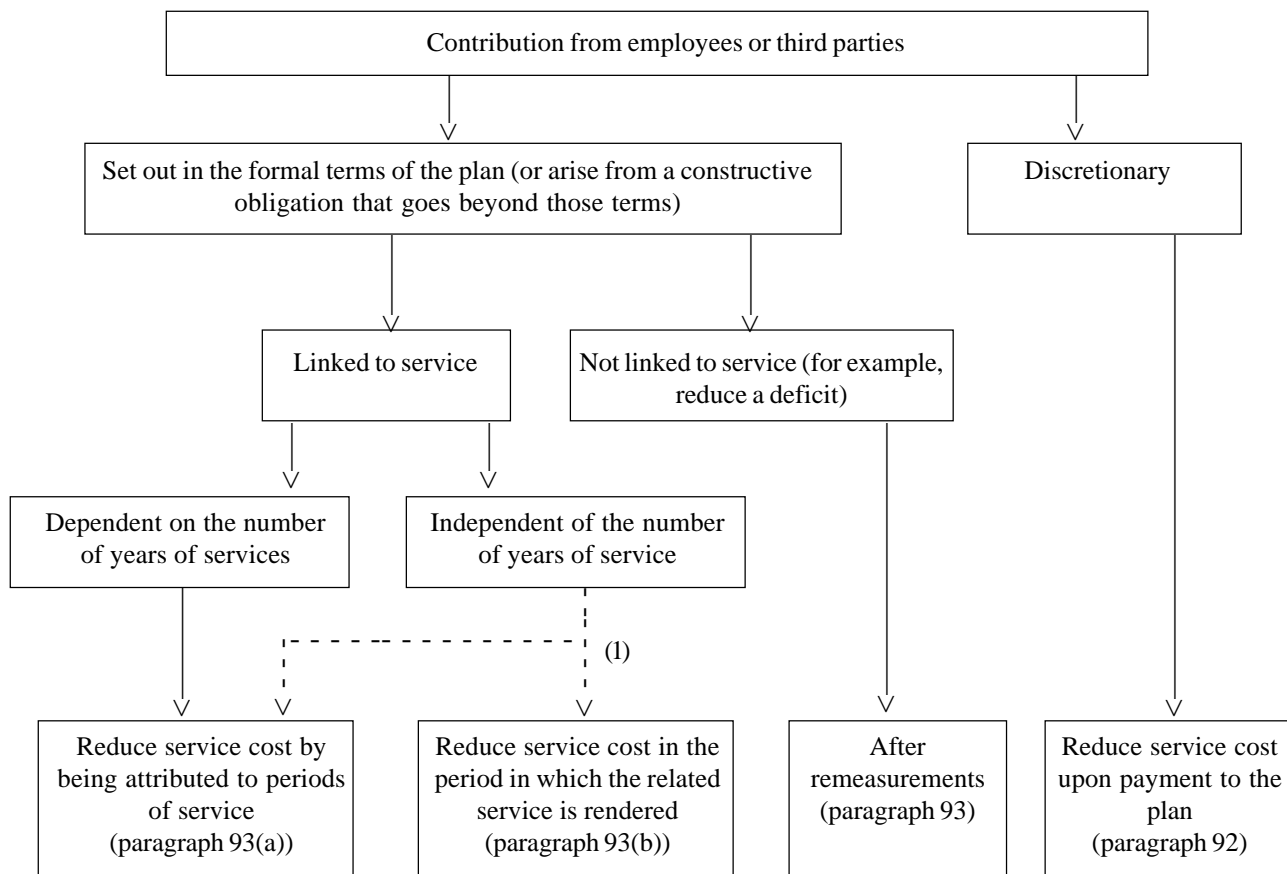 Contribution from employees or third parties
Set out in the formal terms of the plan (or arise from a constructive
obligation that goes beyond those terms)
Discretionary
Linked to service
Not linked to service (for example,
reduce a deficit)
Dependent on the number
of years of services
Independent of the number
of years of service
(1)
Reduce service cost by
being attributed to periods
of service
(paragraph 93(a))
Reduce service cost in the
period in which the related
service is rendered
(paragraph 93(b))
After
remeasurements
(paragraph 93)
Reduce service cost
upon payment to the
plan
(paragraph 92)